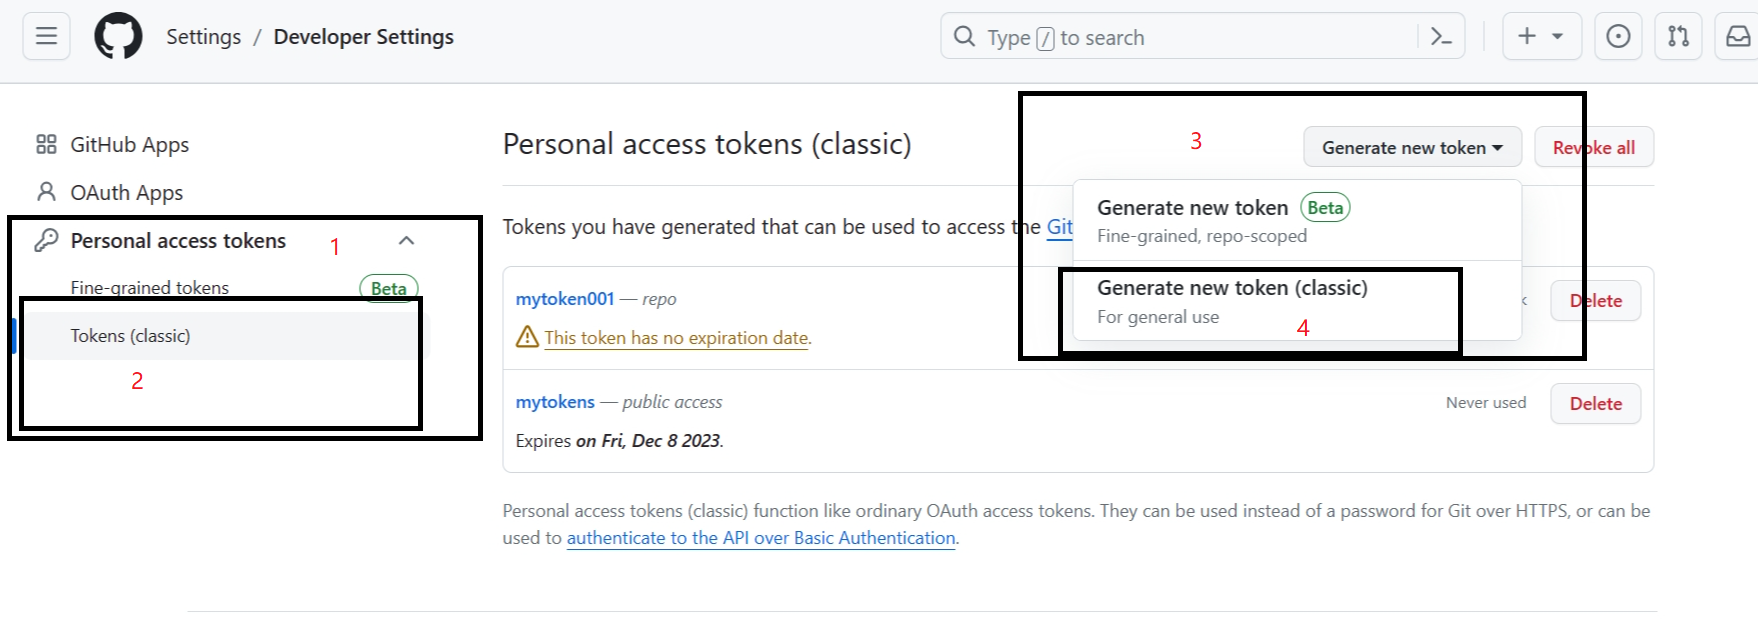 Settings / Developer Settings
Type / to search
GitHub Apps
OAuth Apps
Personal access tokens 1
Fine-grained tokens Beta
Tokens (classic)
2
Personal access tokens (classic)
3
Generate new token
Revoke all
Tokens you have generated that can be used to access the Git
Generate new token Beta
Fine-grained, repo-scoped
Generate new token (classic)
For general use
4
mytoken001 — repo
Delete
This token has no expiration date.
mytokens — public access
Never used
Delete
Expires on Fri, Dec 8 2023.
Personal access tokens (classic) function like ordinary OAuth access tokens. They can be used instead of a password for Git over HTTPS, or can be
used to authenticate to the API over Basic Authentication.